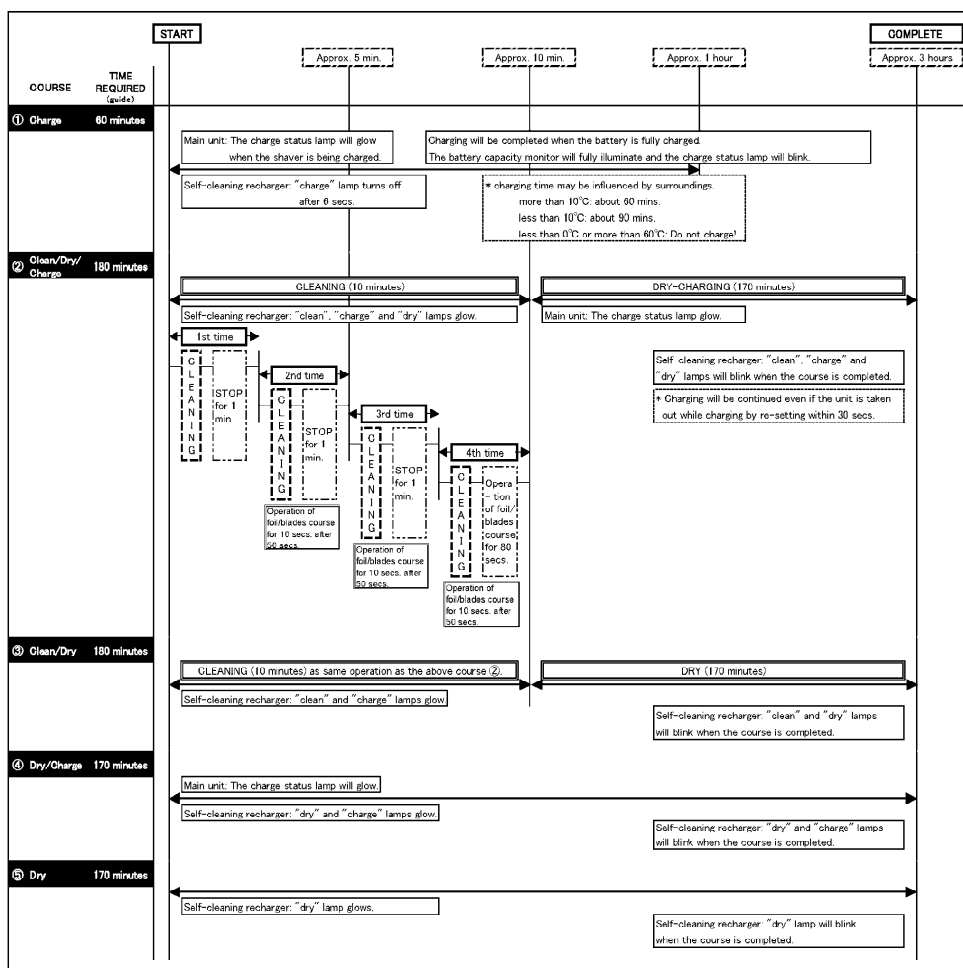 START
COMPLETE
Approx. 5 min.
Approx. 10 min.
Approx. 1 hour
Approx. 3 hours
COURSE
TIME
REQUIRED
(guide)
① Charge 60 minutes
Main unit: The charge status lamp will glow
when the shaver is being charged.
Charging will be completed when the battery is fully charged.
The battery capacity monitor will fully illuminate and the charge status lamp will blink.
Self-cleaning recharger: "charge" lamp turns off
after 6 secs.
* charging time may be influenced by surroundings.
more than 10℃: about 60 mins.
less than 10℃: about 90 mins.
less than 0℃ or more than 60℃: Do not charge!
② Clean/Dry/
Charge
180 minutes
CLEANING (10 minutes)
DRY-CHARGING (170 minutes)
Self-cleaning recharger: "clean", "charge" and "dry" lamps glow.
Main unit: The charge status lamp glow.
1st time
CLEANING
STOP
for 1
min.
2nd time
CLEANING
STOP
for 1
min.
Operation of
foil/blades course
for 10 secs. after
50 secs.
3rd time
CLEANING
STOP
for 1
min.
Operation of
foil/blades course
for 10 secs. after
50 secs.
4th time
CLEANING
Opera
-tion
of foil/
blades
course
for 80
secs.
Operation of
foil/blades course
for 10 secs. after
50 secs.
Self-cleaning recharger: "clean", "charge" and
"dry" lamps will blink when the course is completed.
* Charging will be continued even if the unit is taken
out while charging by re-setting within 30 secs.
③ Clean/Dry 180 minutes
CLEANING (10 minutes) as same operation as the above course ②.
DRY (170 minutes)
Self-cleaning recharger: "clean" and "charge" lamps glow.
Self-cleaning recharger: "clean" and "dry" lamps
will blink when the course is completed.
④ Dry/Charge 170 minutes
Main unit: The charge status lamp will glow.
Self-cleaning recharger: "dry" and "charge" lamps glow.
Self-cleaning recharger: "dry" and "charge" lamps
will blink when the course is completed.
⑤ Dry 170 minutes
Self-cleaning recharger: "dry" lamp glows.
Self-cleaning recharger: "dry" lamp will blink
when the course is completed.